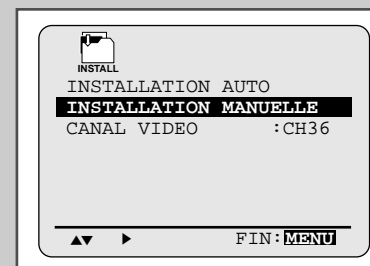 INSTALL
INSTALLATION AUTO
INSTALLATION MANUELLE
CANAL VIDEO :CH36
▲▼ ▶ FIN:MENU